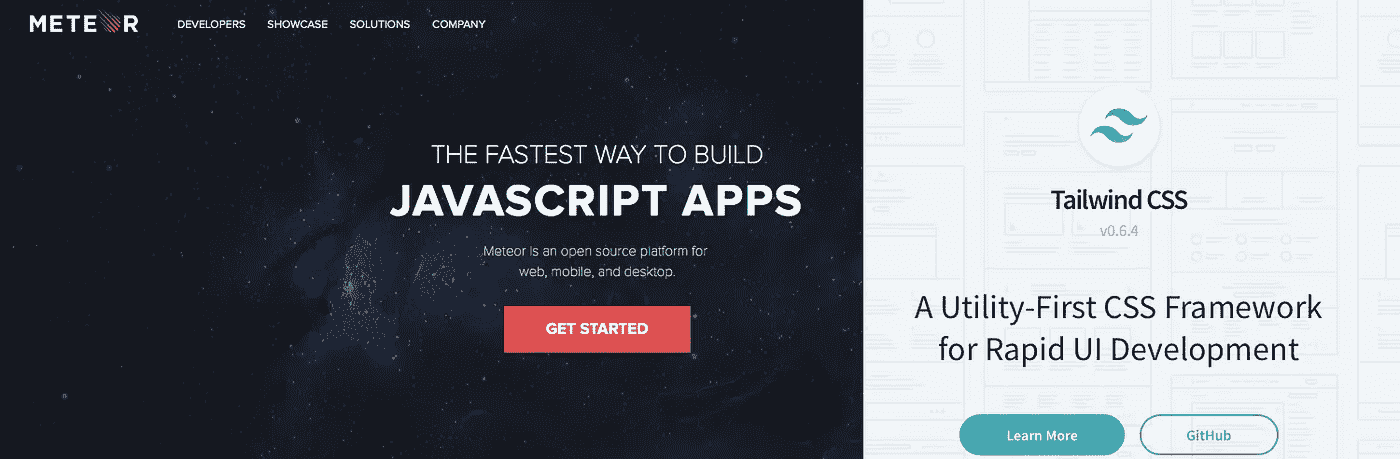 METEOR
DEVELOPERS SHOWCASE SOLUTIONS COMPANY
THE FASTEST WAY TO BUILD
JAVASCRIPT APPS
Meteor is an open source platform for
web, mobile, and desktop.
GET STARTED
Tailwind CSS
v0.6.4
A Utility-First CSS Framework
for Rapid UI Development
Learn More
GitHub